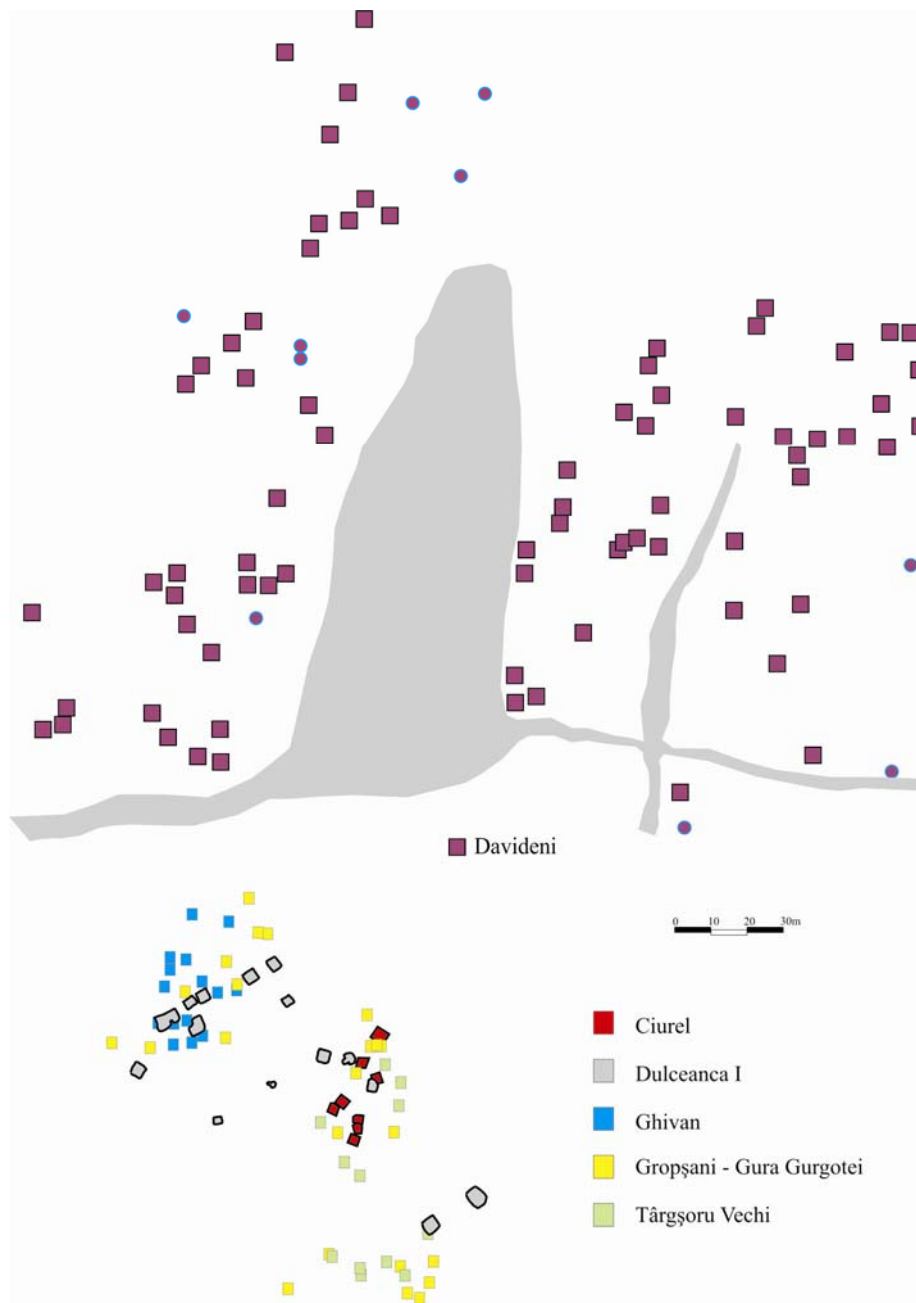 Davideni
0 10 20 30m
Ciurel
Dulceanca I
Ghivan
Gropşani - Gura Gurgotei
Târgşoru Vechi